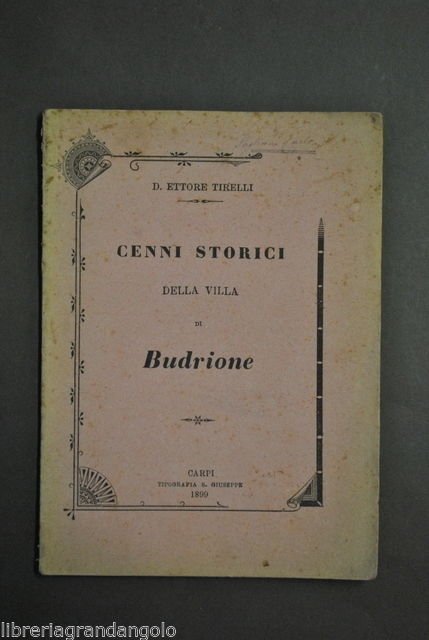 D. ETTORE TIRELLI
CENNI STORICI
DELLA VILLA
DI
Budrione
CARPI
TIPOGRAFIA S. GIUSEPPE
1899
libreriagrandangolo